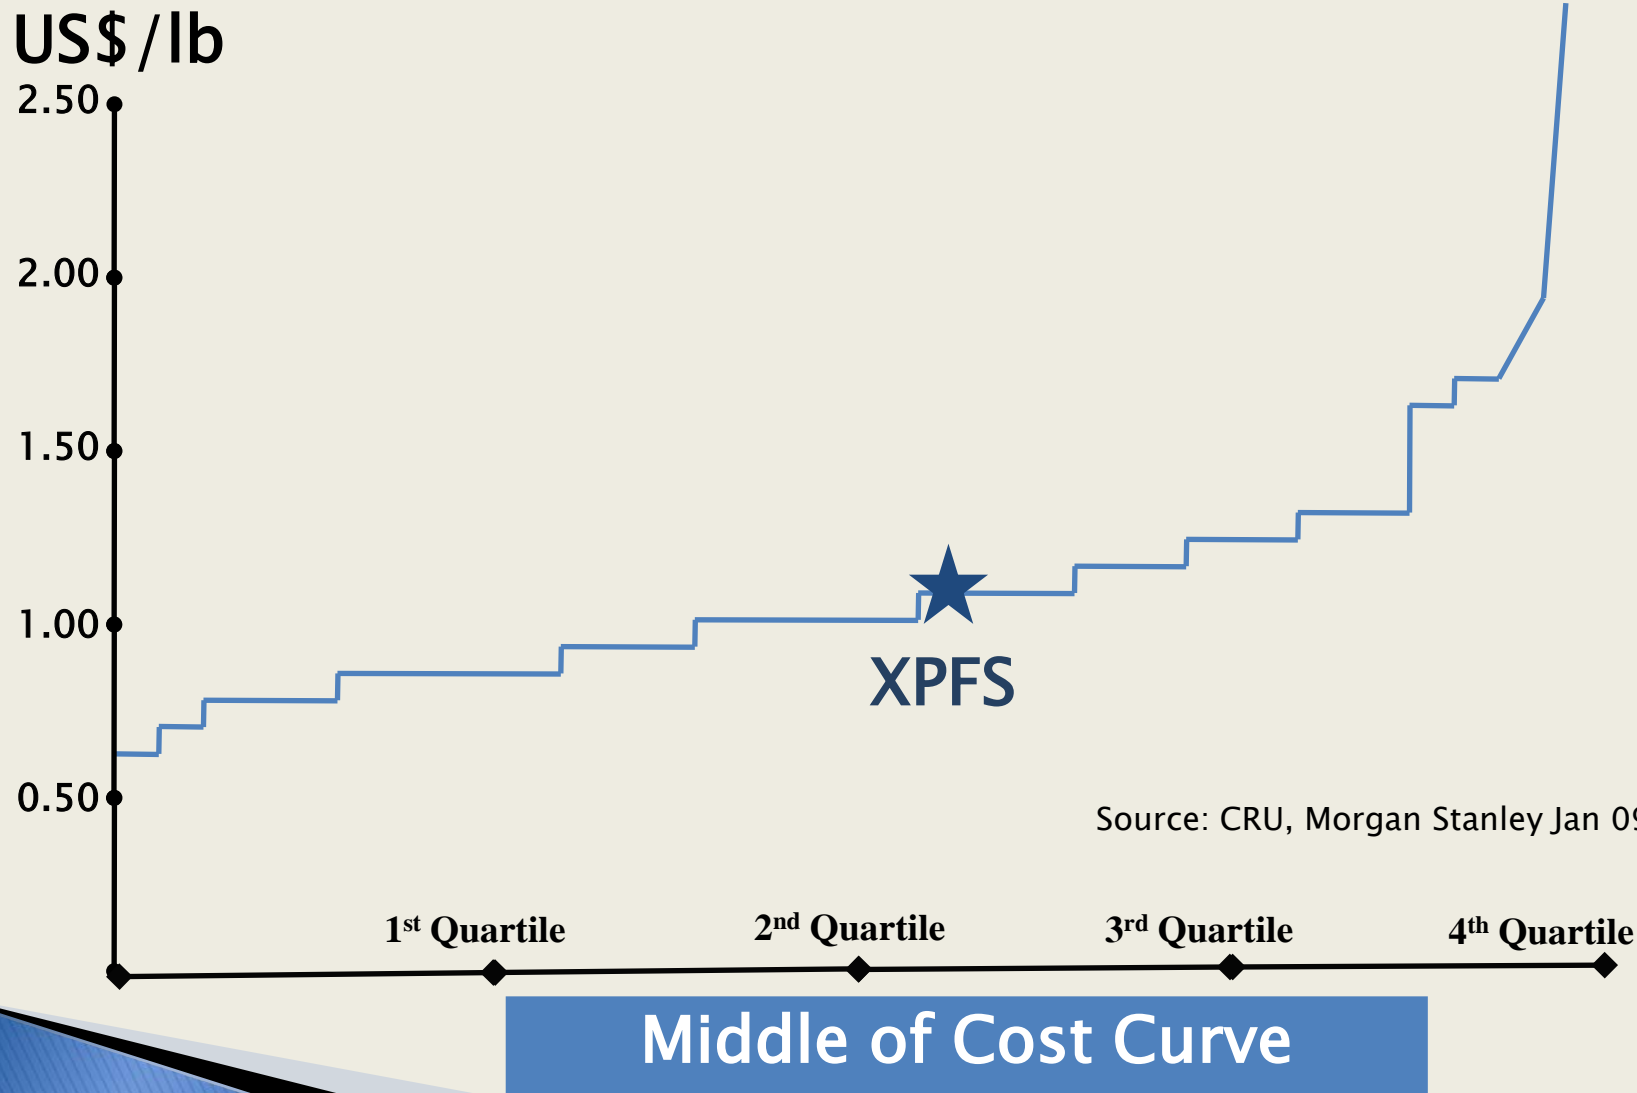 US$/lb
2.50
2.00
1.50
1.00
0.50
XPFS
Source: CRU, Morgan Stanley Jan 09
1st Quartile
2nd Quartile
3rd Quartile
4th Quartile
Middle of Cost Curve